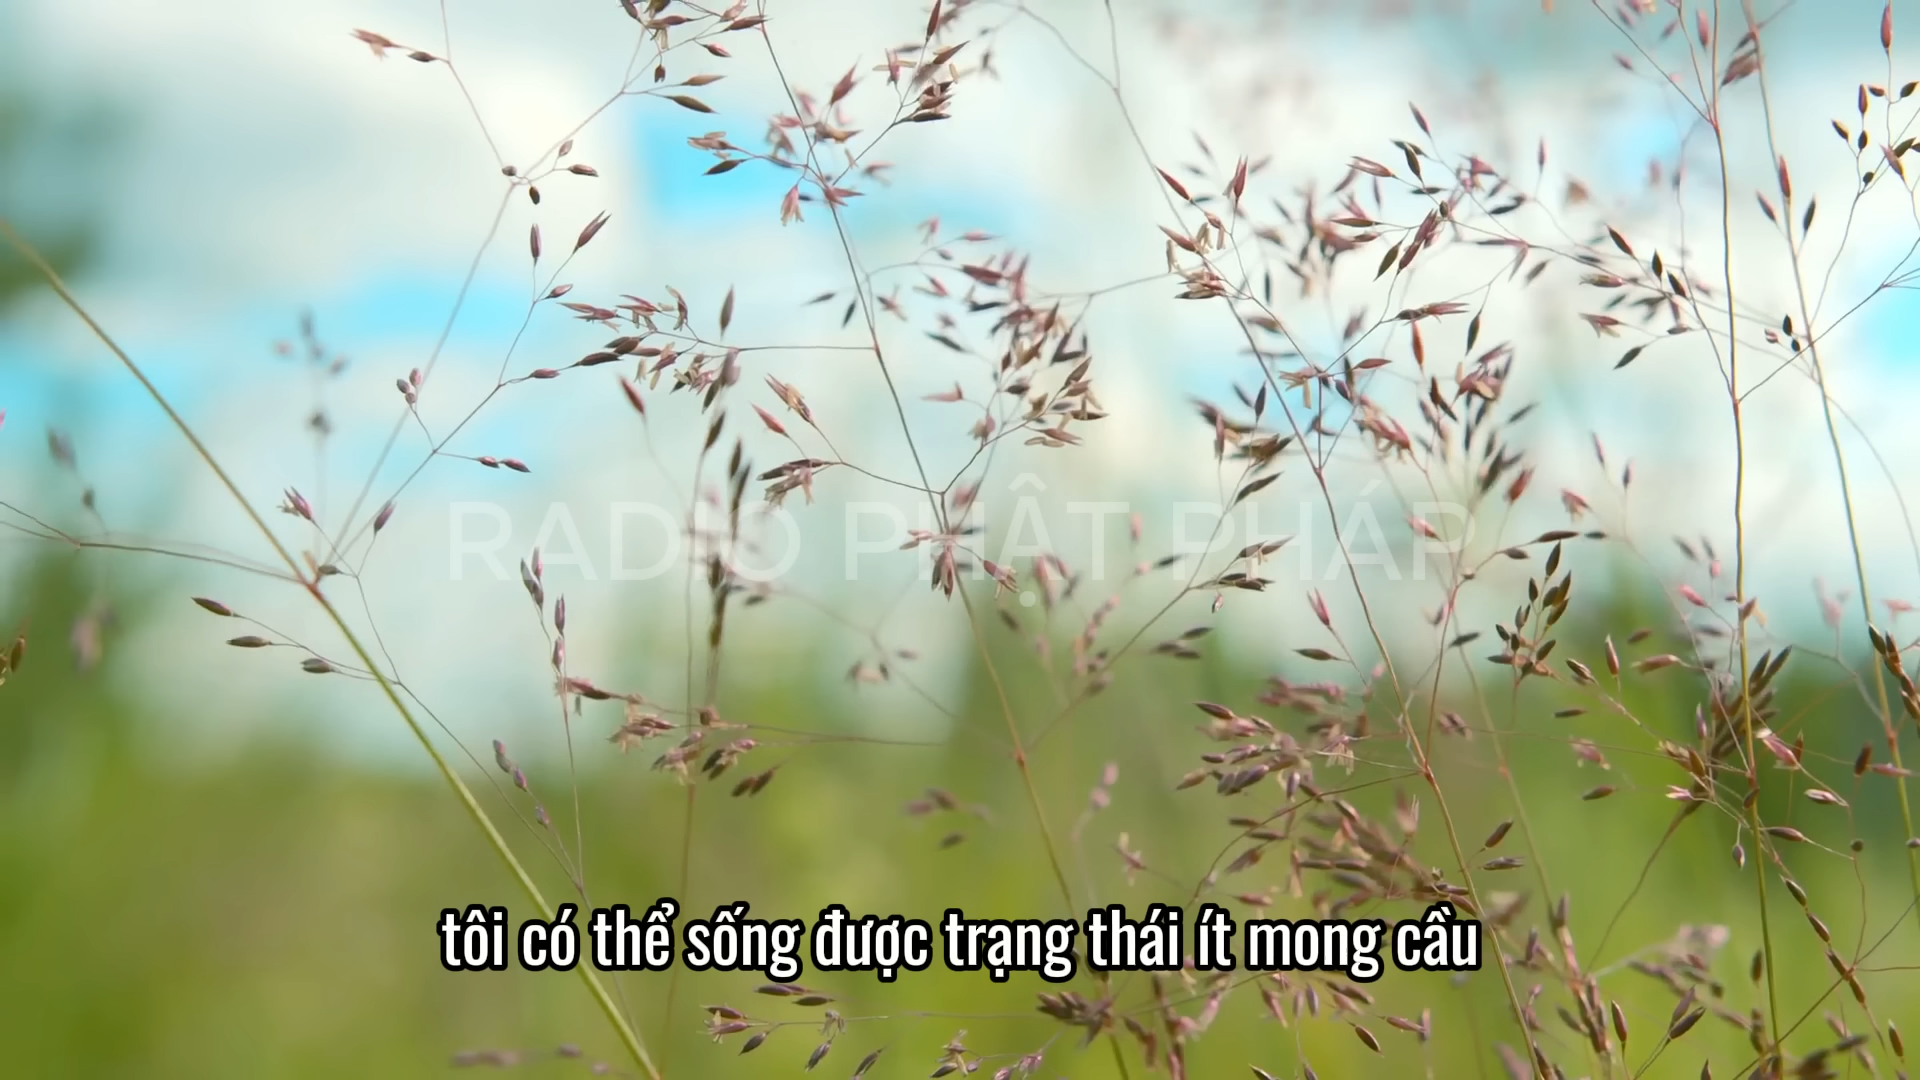 RADIO PHẬT PHÁP
tôi có thể sống được trạng thái ít mong cầu